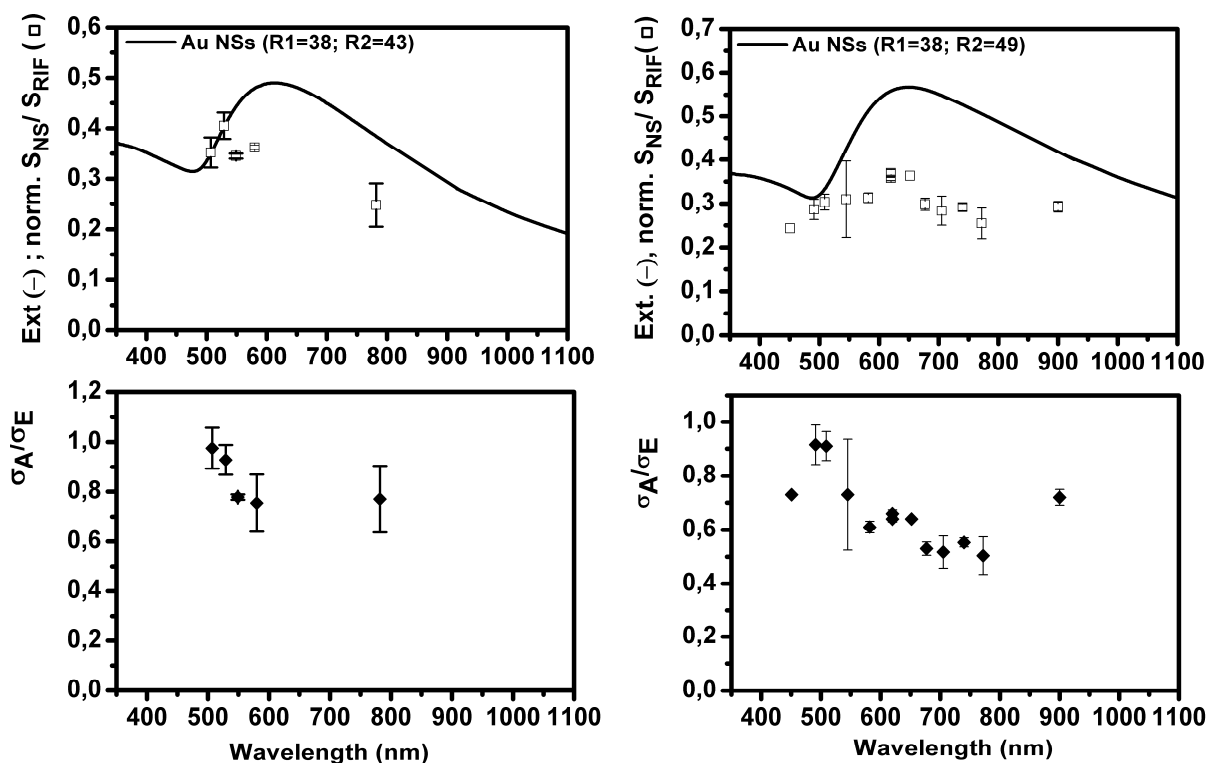 Ext (–) ; norm. S_NS/ S_RIF (□)
0,6
0,5
0,4
0,3
0,2
0,1
0,0
Au NSs (R1=38; R2=43)
400 500 600 700 800 900 1000 1100
Ext. (–), norm. S_NS/ S_RIF (□
0,7
0,6
0,5
0,4
0,3
0,2
0,1
0,0
Au NSs (R1=38; R2=49)
400 500 600 700 800 900 1000 1100
σA/σE
1,2
1,0
0,8
0,6
0,4
0,2
0,0
400 500 600 700 800 900 1000 1100
Wavelength (nm)
σA/σE
1,0
0,8
0,6
0,4
0,2
0,0
400 500 600 700 800 900 1000 1100
Wavelength (nm)